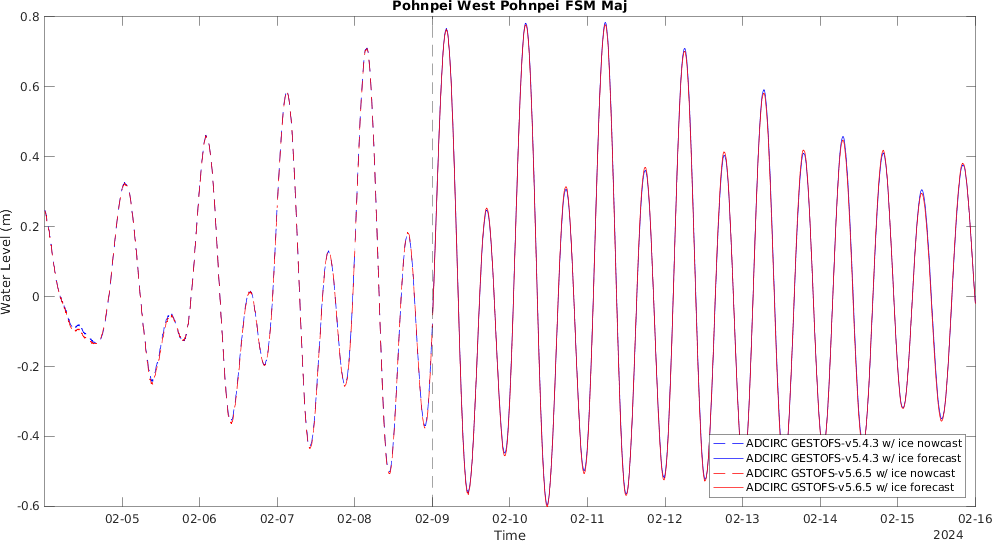 Pohnpei West Pohnpei FSM Maj
0.8
0.6
0.4
0.2
0
-0.2
-0.4
-0.6
Water Level (m)
ADCIRC GESTOFS-v5.4.3 w/ ice nowcast
ADCIRC GESTOFS-v5.4.3 w/ ice forecast
ADCIRC GSTOFS-v5.6.5 w/ ice nowcast
ADCIRC GSTOFS-v5.6.5 w/ ice forecast
02-05 02-06 02-07 02-08 02-09 02-10 02-11 02-12 02-13 02-14 02-15 02-16
Time
2024